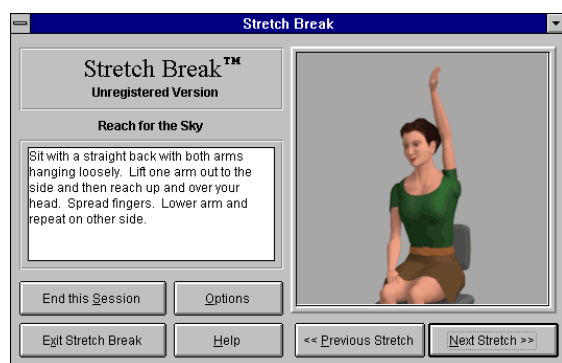 Stretch Break
Stretch Break™
Unregistered Version
Reach for the Sky
Sit with a straight back with both arms
hanging loosely.  Lift one arm out to the
side and then reach up and over your
head.  Spread fingers.  Lower arm and
repeat on other side.
End this Session
Options
Exit Stretch Break
Help
<< Previous Stretch
Next Stretch >>